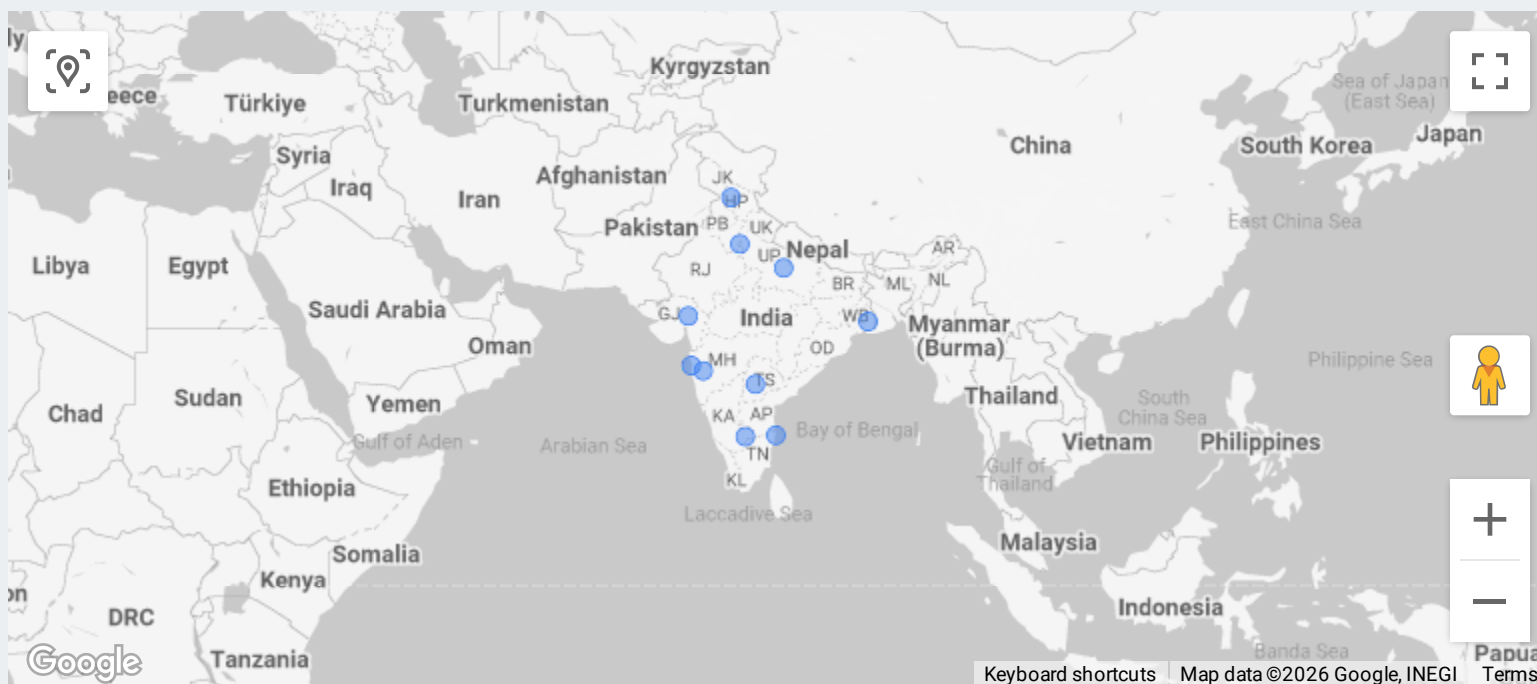 Kyrgyzstan
Sea of Japan
(East Sea)
Türkiye
Turkmenistan
Japan
China
South Korea
Syria
Afghanistan
JK
Iraq
Iran
HP
Pakistan
PB
UK
East China Sea
Nepal
UP
AR
Libya
Egypt
RJ
BR
ML
NL
Saudi Arabia
GJ
India
WB
Myanmar
(Burma)
Oman
OD
MH
Philippine Sea
TS
Thailand
Sudan
Yemen
South
China Sea
Chad
KA
AP
Bay of Bengal
Gulf of Aden
Arabian Sea
Vietnam
Philippines
TN
Gulf of
Thailand
KL
Ethiopia
Laccadive Sea
Malaysia
Somalia
Kenya
Indonesia
DRC
Banda Sea
Papua
Tanzania
Google
Keyboard shortcuts
Map data ©2026 Google, INEGI
Terms